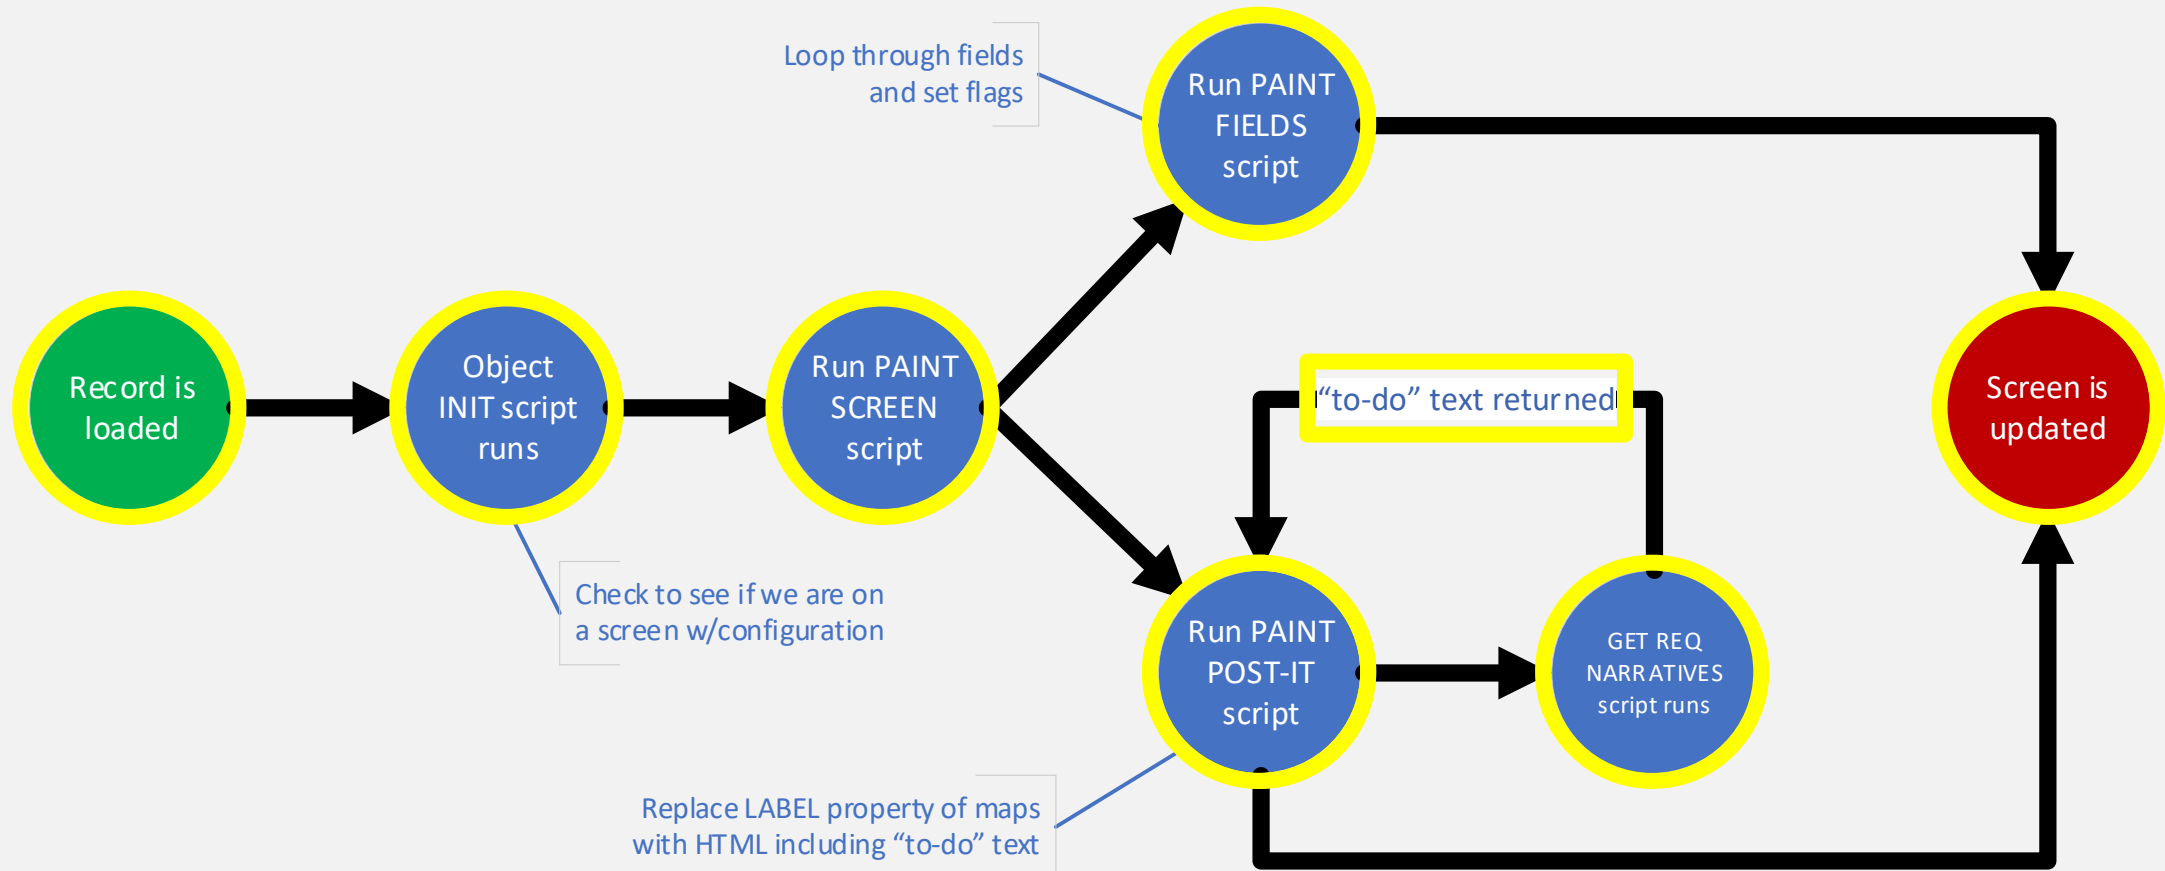 Loop through fields
and set flags
Run PAINT
FIELDS
script
Record is
loaded
Object
INIT script
runs
Run PAINT
SCREEN
script
“to-do” text returned
Screen is
updated
Check to see if we are on
a screen w/configuration
Run PAINT
POST-IT
script
GET REQ
NARRATIVES
script runs
Replace LABEL property of maps
with HTML including “to-do” text